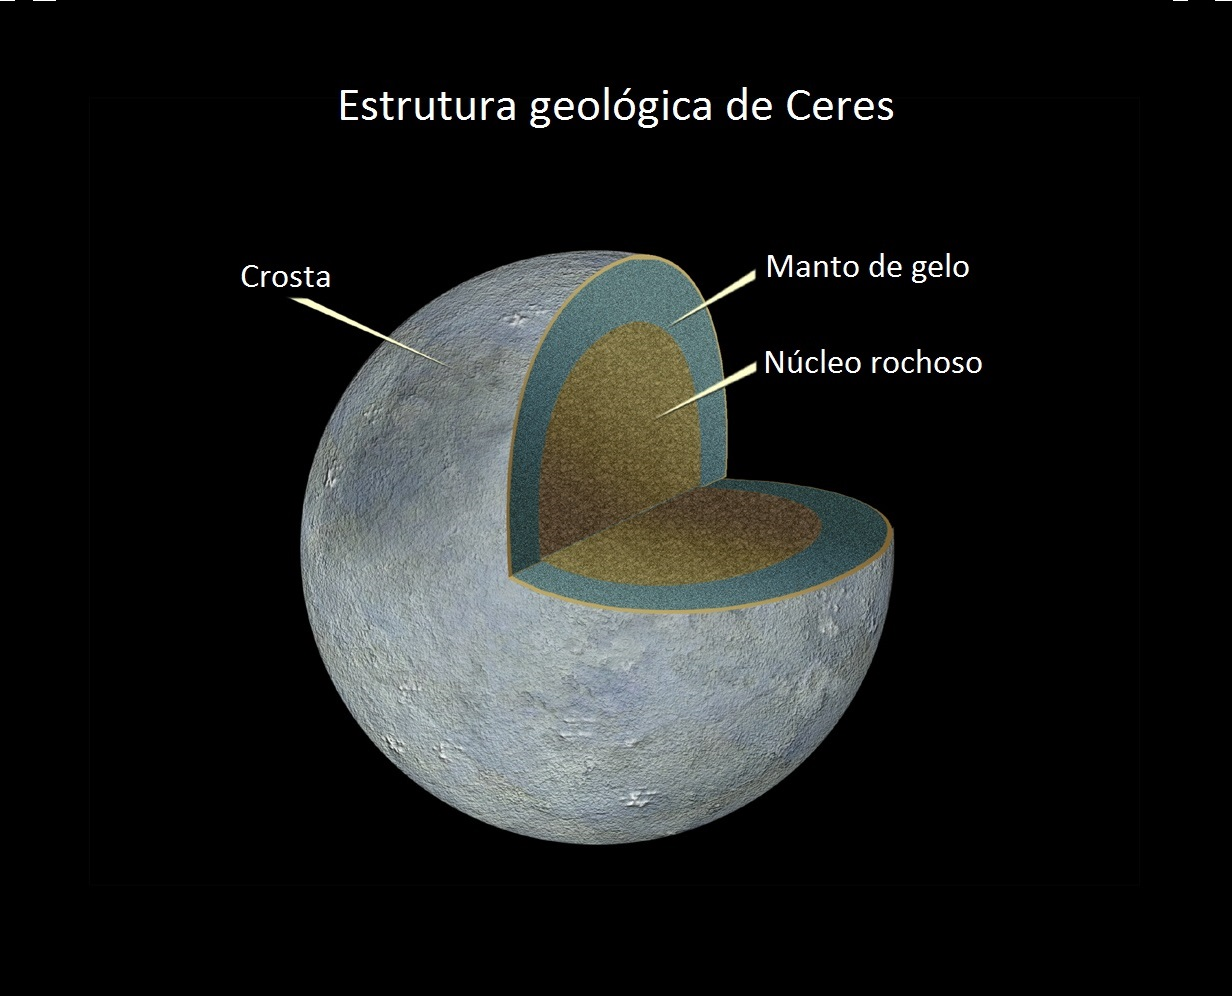 Estrutura geológica de Ceres
Crosta
Manto de gelo
Núcleo rochoso